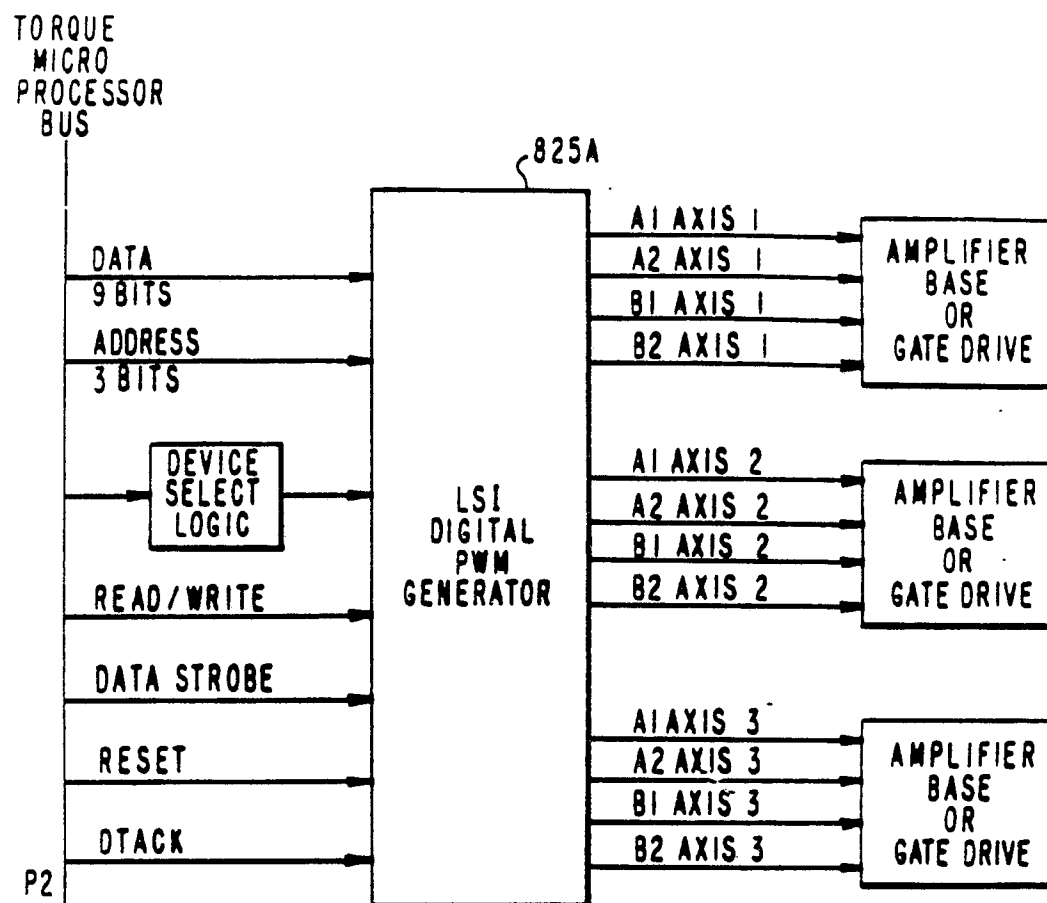 TORQUE
MICRO
PROCESSOR
BUS
825A
DATA
9 BITS
ADDRESS
3 BITS
DEVICE
SELECT
LOGIC
READ/WRITE
DATA STROBE
RESET
DTACK
P2
LSI
DIGITAL
PWM
GENERATOR
A1 AXIS 1
A2 AXIS 1
B1 AXIS 1
B2 AXIS 1
AMPLIFIER
BASE
OR
GATE DRIVE
A1 AXIS 2
A2 AXIS 2
B1 AXIS 2
B2 AXIS 2
AMPLIFIER
BASE
OR
GATE DRIVE
A1 AXIS 3
A2 AXIS 3
B1 AXIS 3
B2 AXIS 3
AMPLIFIER
BASE
OR
GATE DRIVE